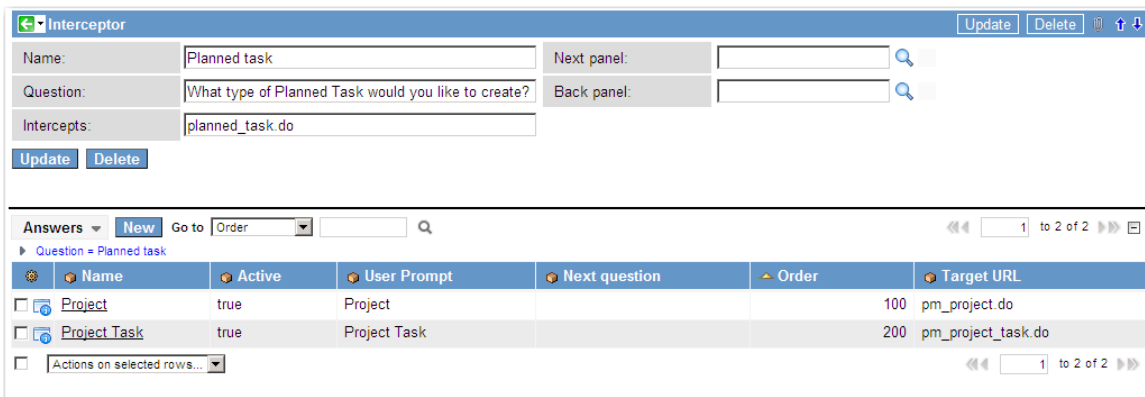 Interceptor Update Delete
Name: Planned task Next panel:
Question: What type of Planned Task would you like to create? Back panel:
Intercepts: planned_task.do
Update Delete
Answers New Go to Order 1 to 2 of 2
Question = Planned task
Name Active User Prompt Next question Order Target URL
Project true Project 100 pm_project.do
Project Task true Project Task 200 pm_project_task.do
Actions on selected rows... 1 to 2 of 2